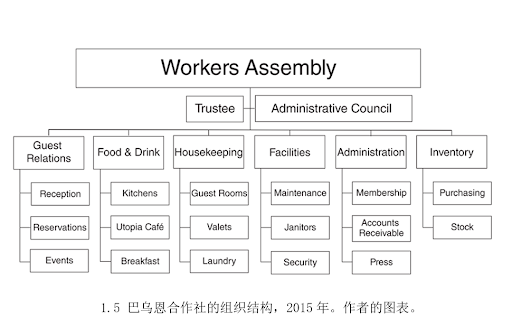 Workers Assembly
Trustee
Administrative Council
Guest
Relations
Food & Drink
Housekeeping
Facilities
Administration
Inventory
Reception
Kitchens
Guest Rooms
Maintenance
Membership
Purchasing
Reservations
Utopia Café
Valets
Janitors
Accounts
Receivable
Stock
Events
Breakfast
Laundry
Security
Press
1.5 巴乌恩合作社的组织结构，2015 年。作者的图表。